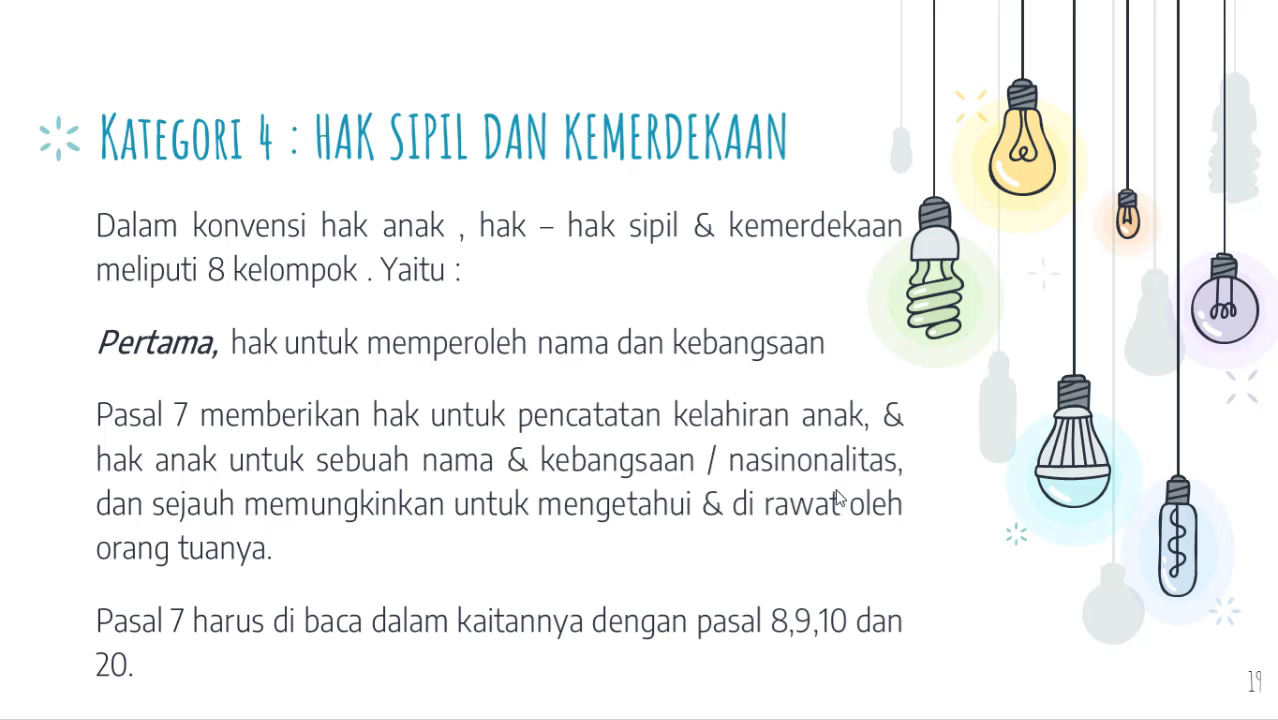 Kategori 4 : HAK SIPIL DAN KEMERDEKAAN
Dalam konvensi hak anak , hak – hak sipil & kemerdekaan
meliputi 8 kelompok . Yaitu :
Pertama, hak untuk memperoleh nama dan kebangsaan
Pasal 7 memberikan hak untuk pencatatan kelahiran anak, &
hak anak untuk sebuah nama & kebangsaan / nasinonalitas,
dan sejauh memungkinkan untuk mengetahui & di rawat oleh
orang tuanya.
Pasal 7 harus di baca dalam kaitannya dengan pasal 8,9,10 dan
20.
19